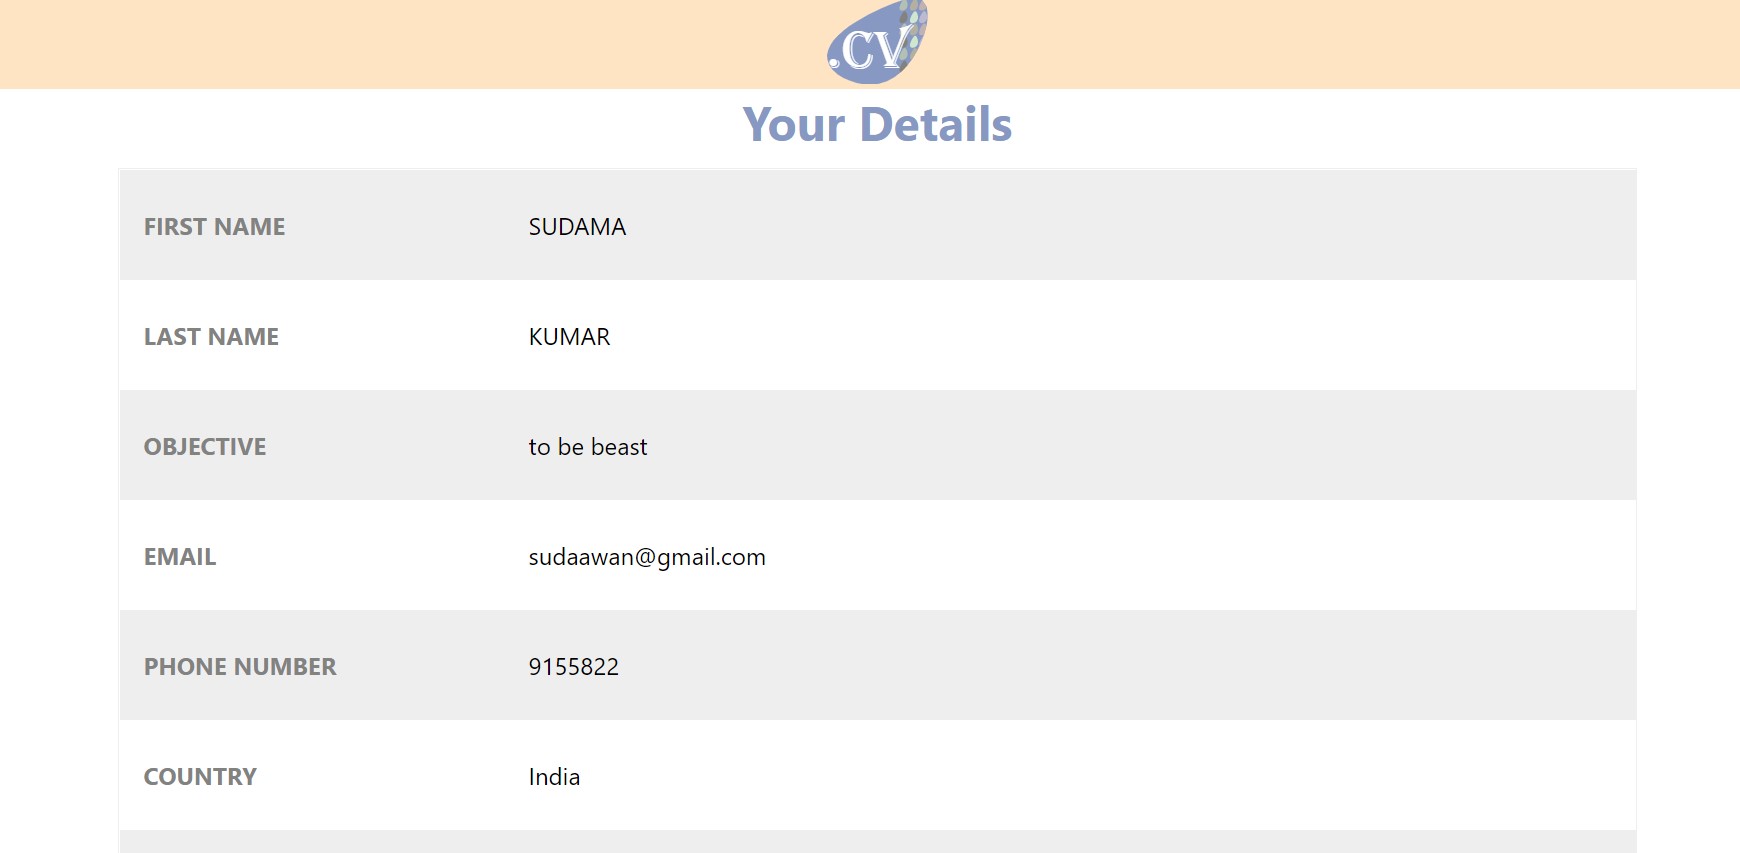 .CV
Your Details
FIRST NAME SUDAMA
LAST NAME KUMAR
OBJECTIVE to be beast
EMAIL sudaawan@gmail.com
PHONE NUMBER 9155822
COUNTRY India